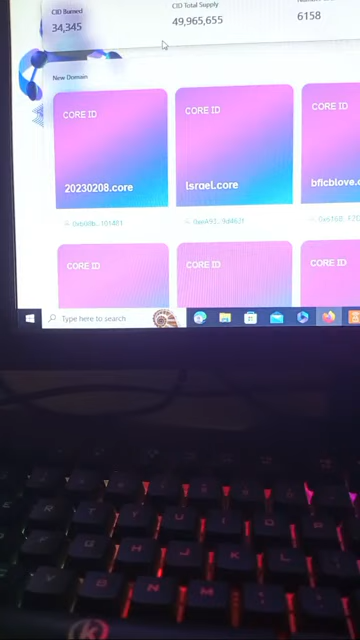 CID Burned
34,345
CID Total Supply
49,965,655
6158
New Domain
CORE ID
20230208.core
CORE ID
Israel.core
CORE ID
bficblove.c
CORE ID
CORE ID
CORE ID
Type here to search
R T Y
F G H J K L
V B N M